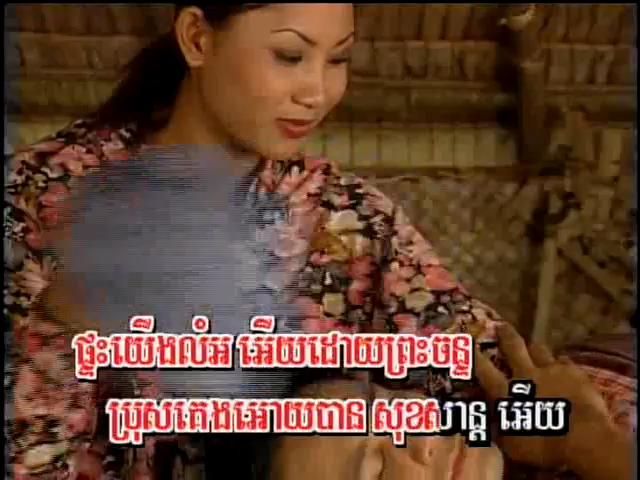 ផ្ទះយើងលំអ អើយដោយព្រះចន្ទ
ប្រុសគេងអោយបាន សុខសាន្ត អើយ